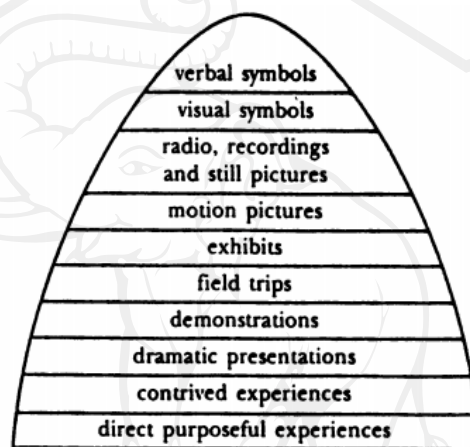 verbal symbols
visual symbols
radio, recordings
and still pictures
motion pictures
exhibits
field trips
demonstrations
dramatic presentations
contrived experiences
direct purposeful experiences